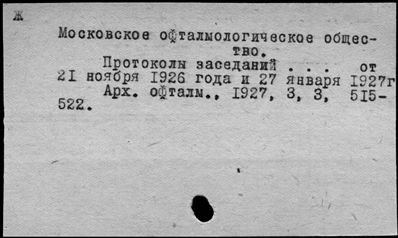 Ж
Московское офталмологическое общес-
тво.
Протоколы заседаний . . . от
21 ноября 1926 года и 27 января 1927г
Арх. офталм., 1927, 3, 3, 515-
522.